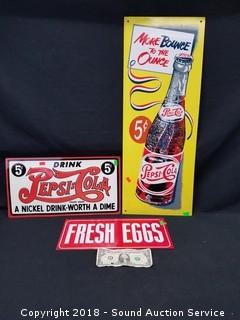 MORE BOUNCE
TO THE
OUNCE
PEPSI-COLA
5¢
PEPSI-COLA
DRINK
5¢
5¢
PEPSI-COLA
A NICKEL DRINK-WORTH A DIME
FRESH EGGS
Copyright 2018 - Sound Auction Service